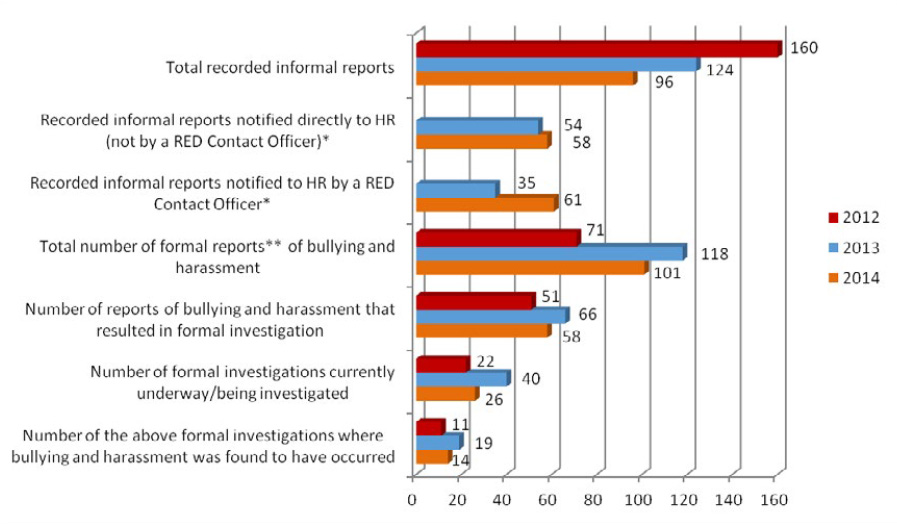 Total recorded informal reports
160
124
96
Recorded informal reports notified directly to HR
(not by a RED Contact Officer)*
54
58
Recorded informal reports notified to HR by a RED
Contact Officer*
35
61
Total number of formal reports** of bullying and
harassment
71
118
101
Number of reports of bullying and harassment that
resulted in formal investigation
51
66
58
Number of formal investigations currently
underway/being investigated
22
40
26
Number of the above formal investigations where
bullying and harassment was found to have occurred
11
19
14
0 20 40 60 80 100 120 140 160
2012
2013
2014